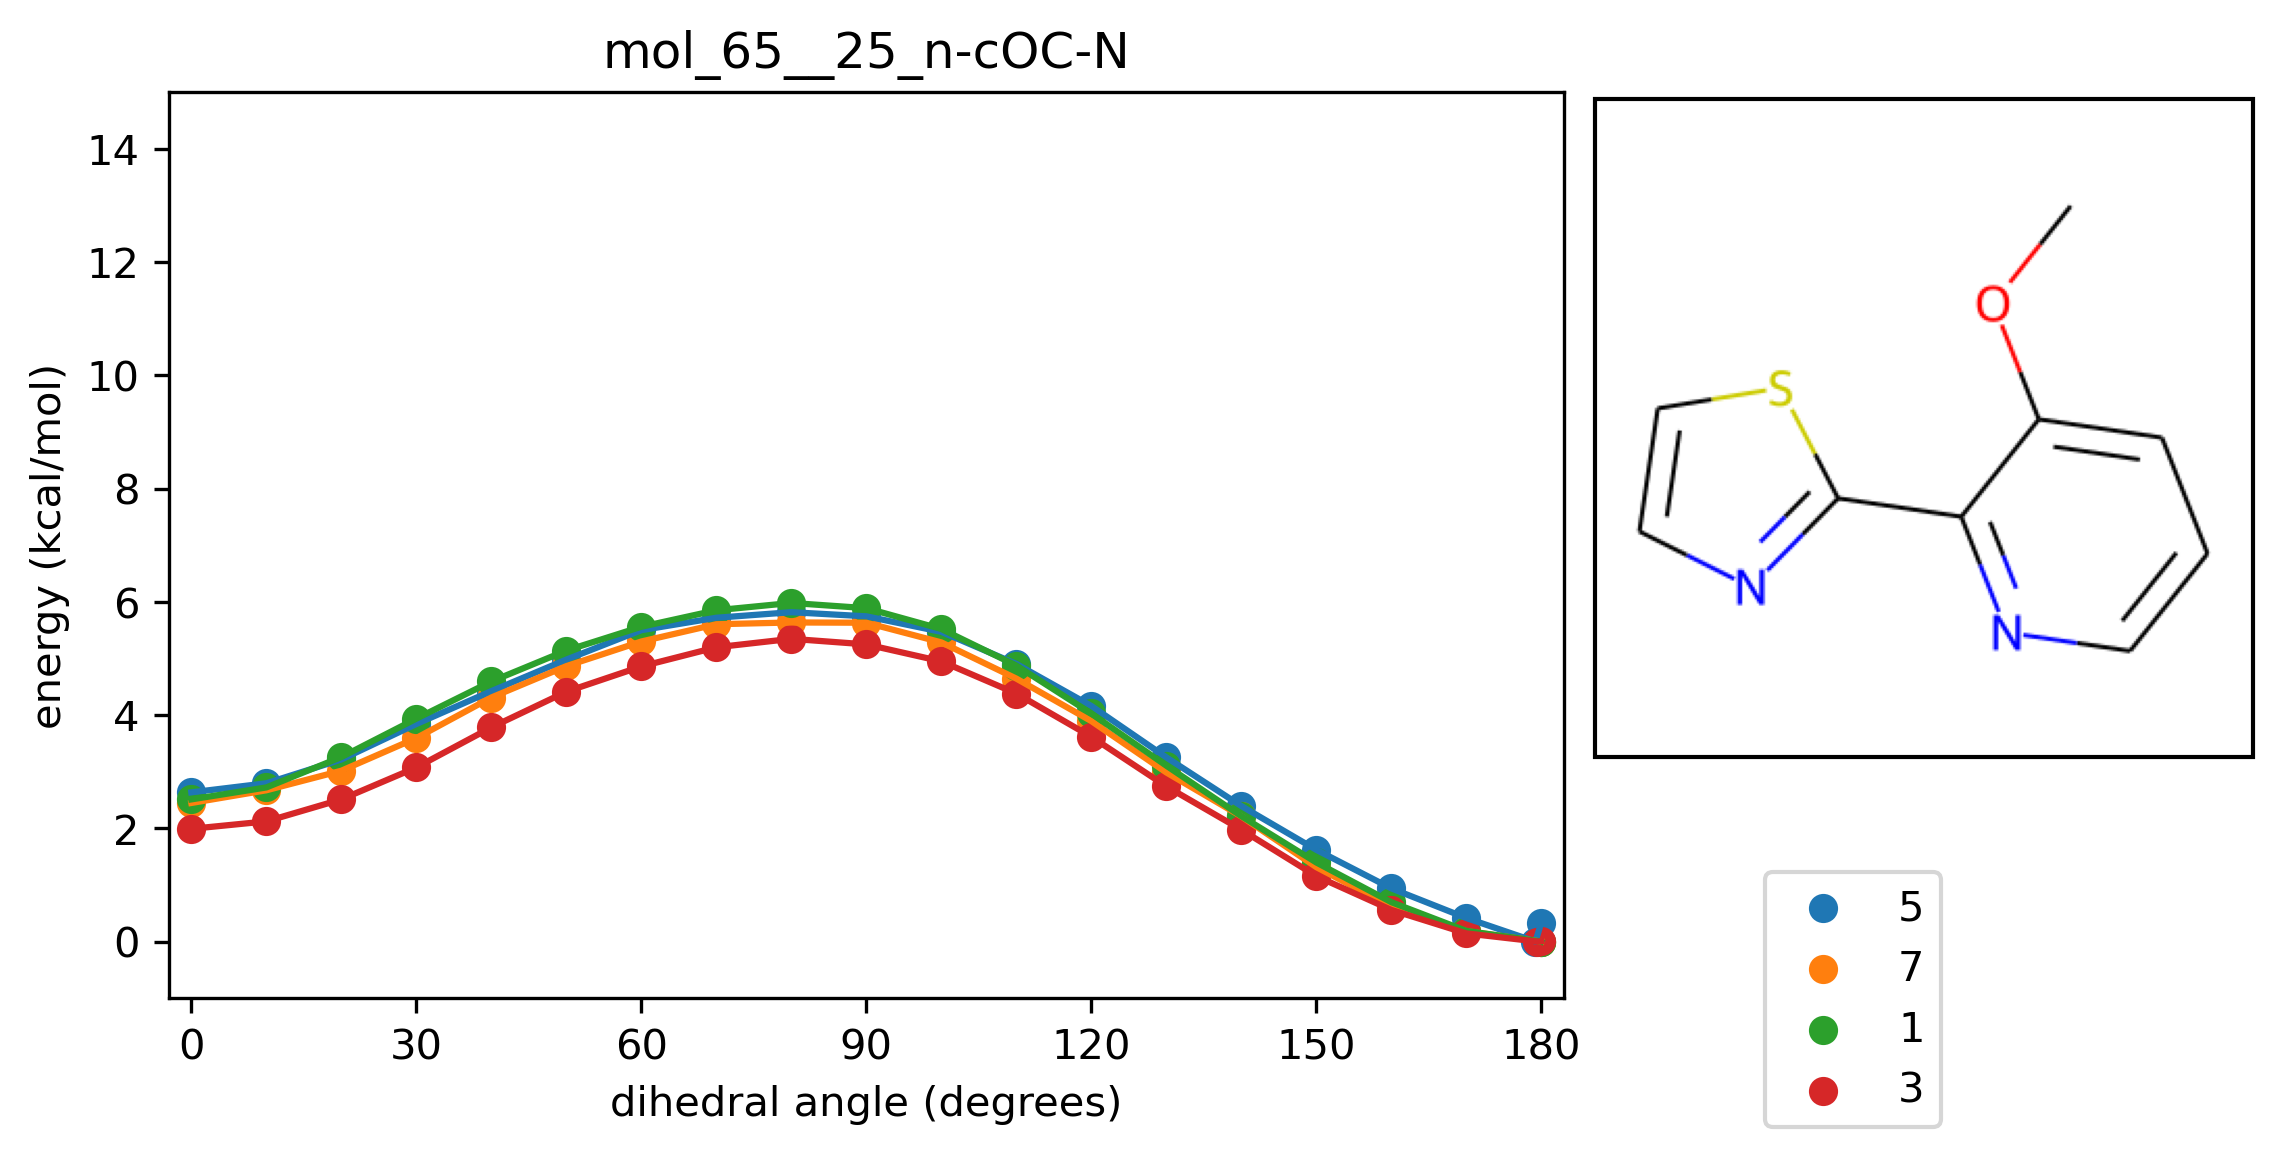 mol_65__25_n-cOC-N
energy (kcal/mol)
14
12
10
8
6
4
2
0
0 30 60 90 120 150 180
dihedral angle (degrees)
O
S
N
N
5
7
1
3